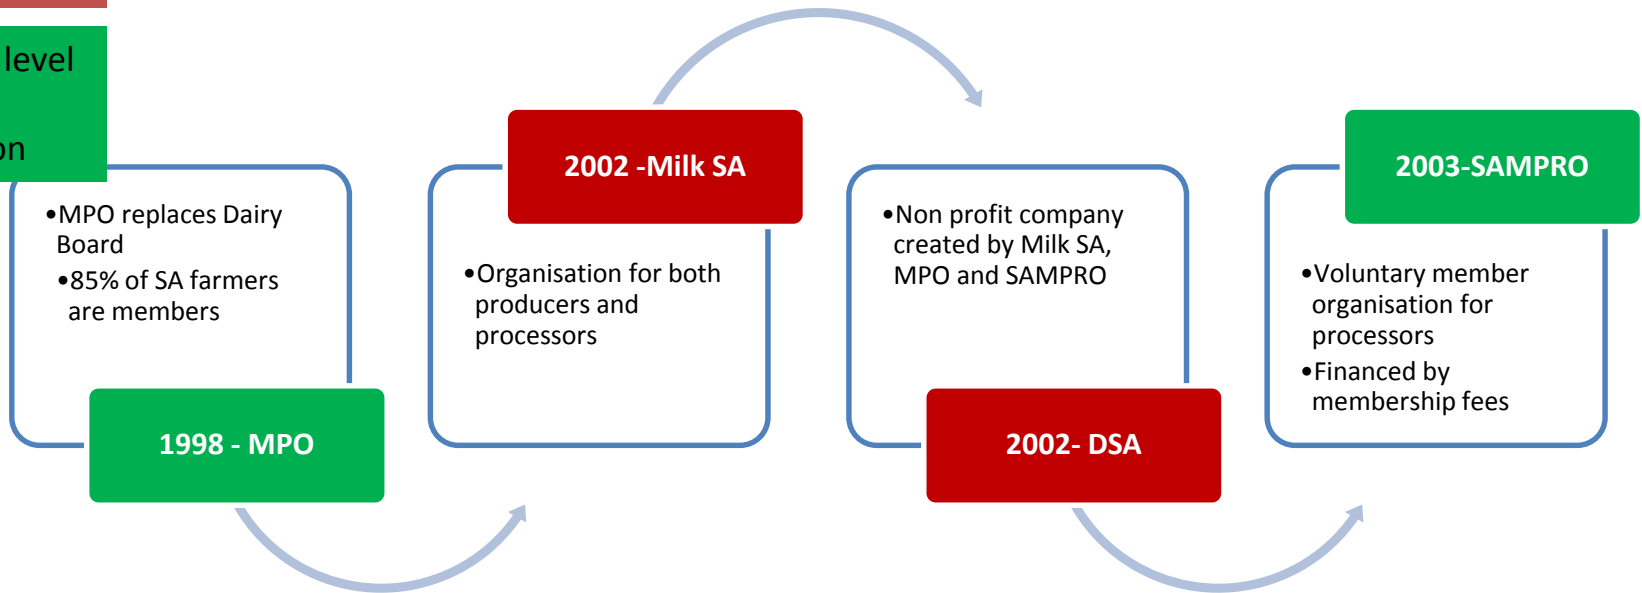 level
on
•MPO replaces Dairy
Board
•85% of SA farmers
are members
1998 - MPO
2002 -Milk SA
•Organisation for both
producers and
processors
•Non profit company
created by Milk SA,
MPO and SAMPRO
2002- DSA
2003-SAMPRO
•Voluntary member
organisation for
processors
•Financed by
membership fees